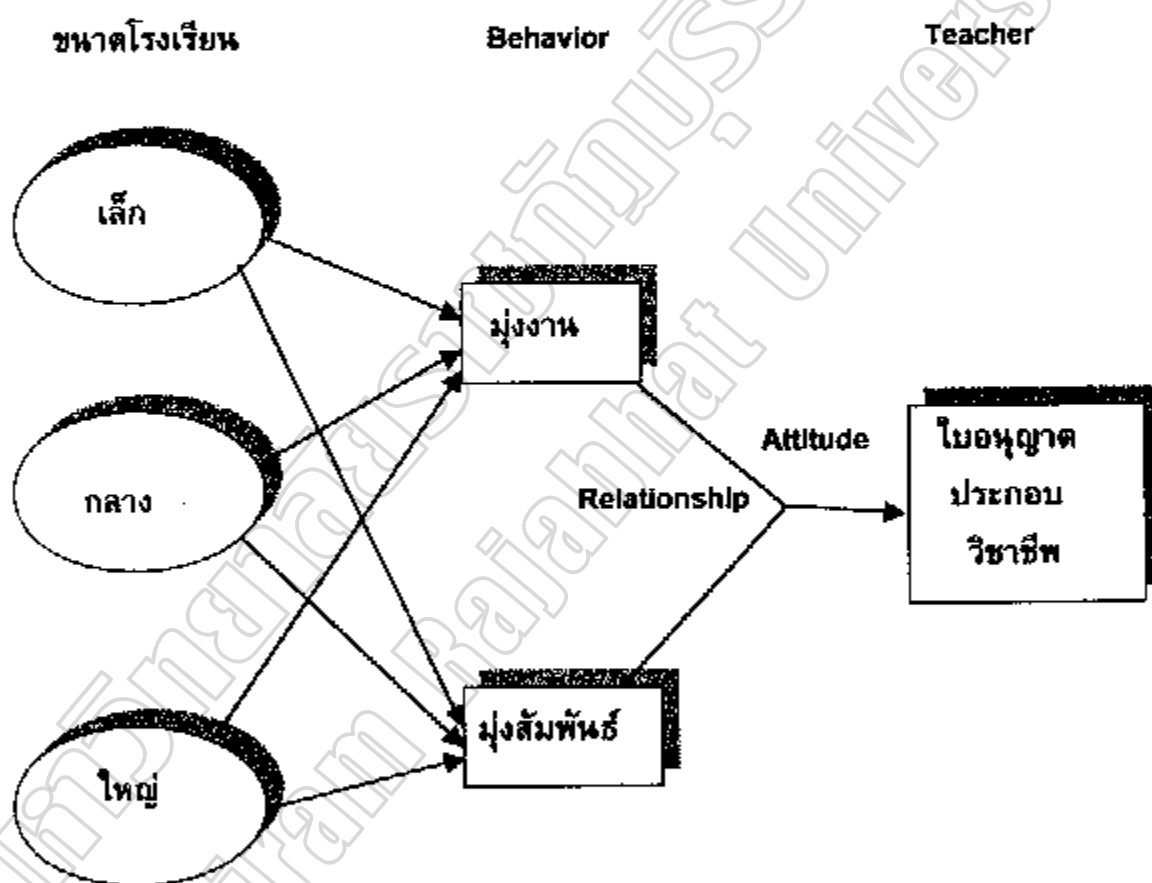 ขนาดโรงเรียน
Behavior
Teacher
เล็ก
มุ่งงาน
กลาง
Attitude
Relationship
ใบอนุญาต
ประกอบ
วิชาชีพ
มุ่งสัมพันธ์
ใหญ่
Rajabhat University